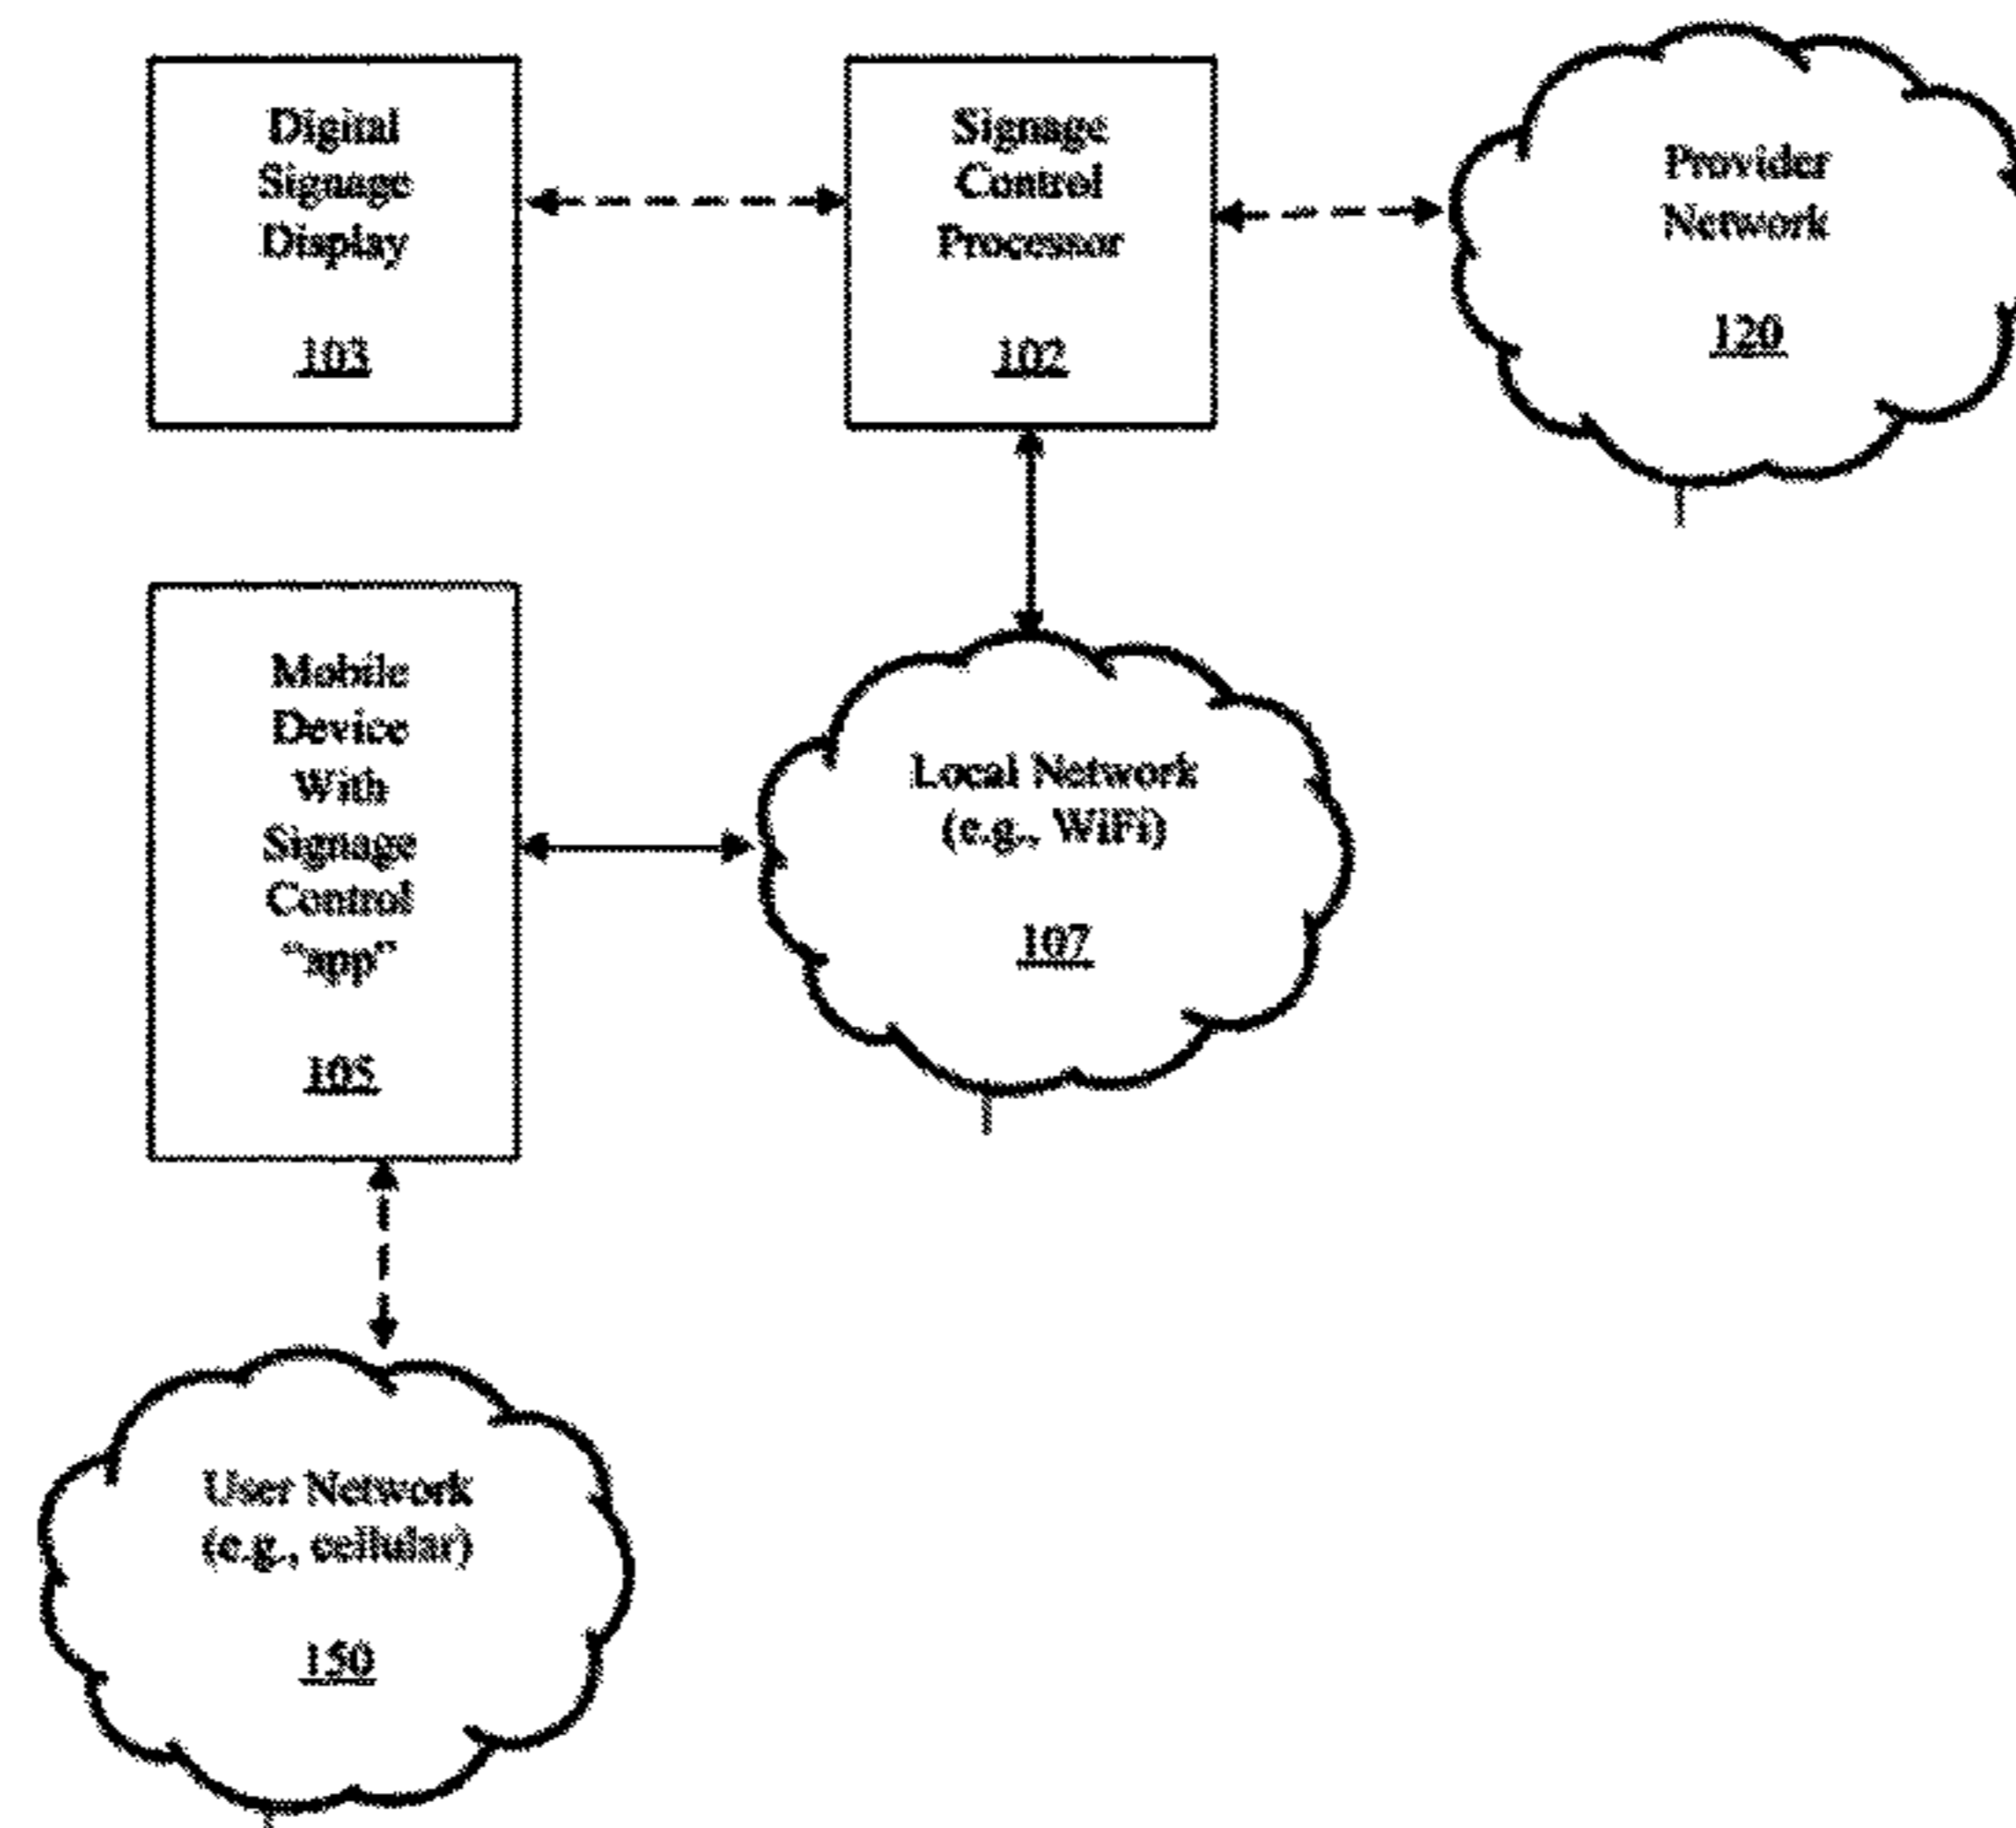 Digital
Signage
Display
103
Signage
Control
Processor
102
Provider
Network
120
Mobile
Device
With
Signage
Control
“app”
105
Local Network
(e.g., WiFi)
107
User Network
(e.g., cellular)
150